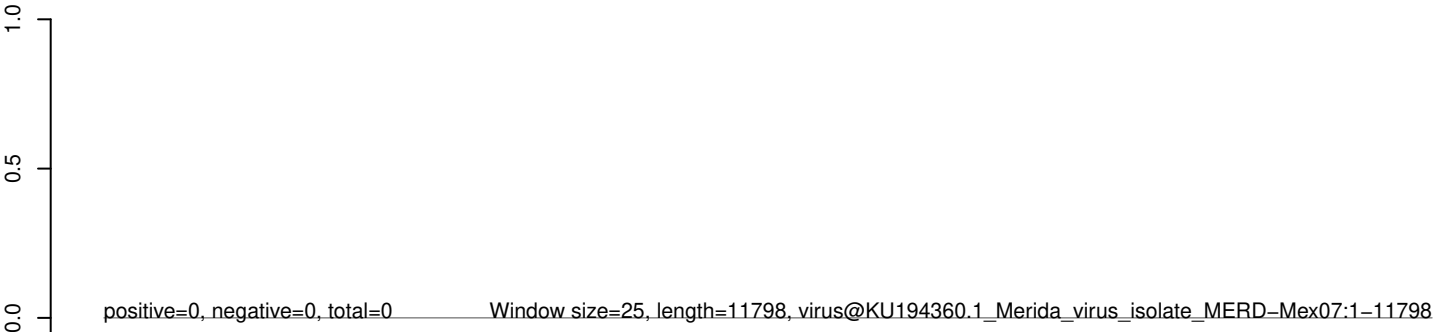 1.0
0.5
0.0
positive=0, negative=0, total=0 Window size=25, length=11798, virus@KU194360.1_Merida_virus_isolate_MERD−Mex07:1−11798